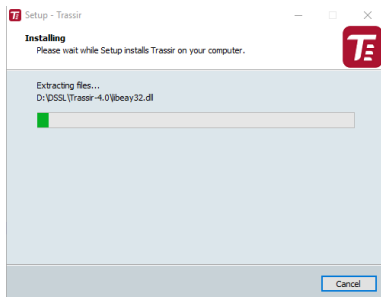 Setup - Trassir
Installing
Please wait while Setup installs Trassir on your computer.
Extracting files...
D:\DSSL\Trassir-4.0\libeay32.dll
Cancel